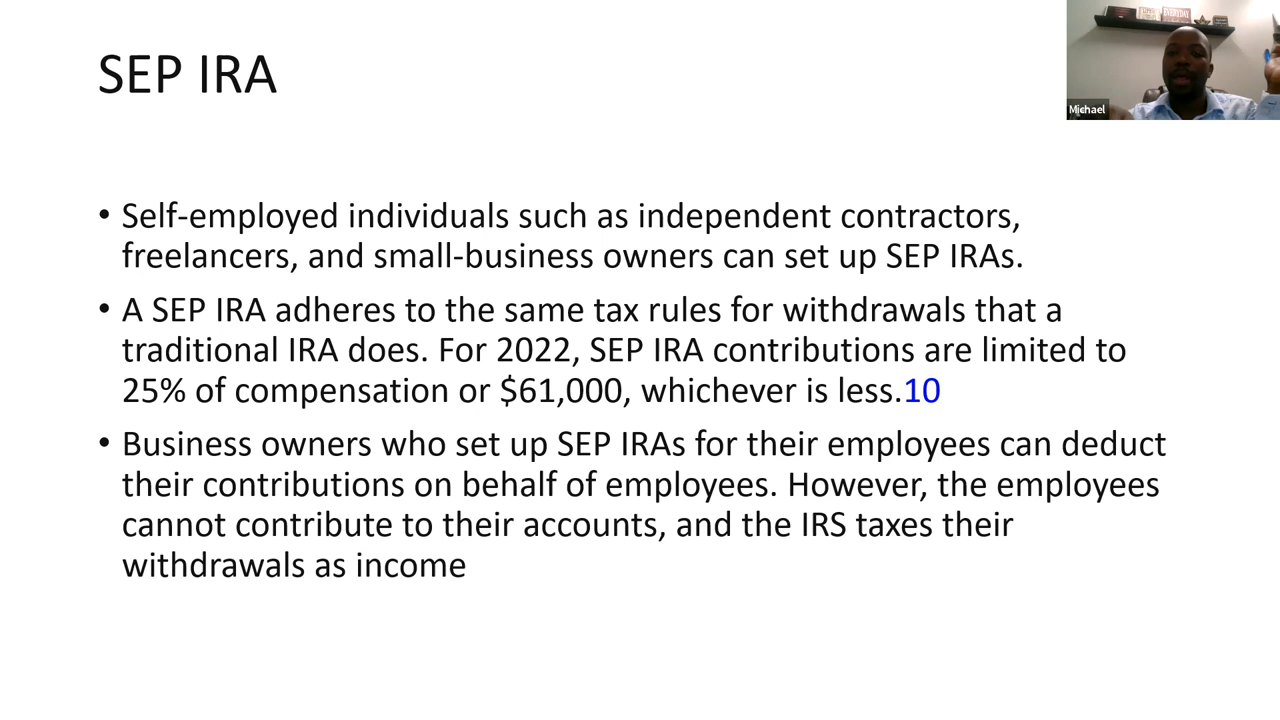 SEP IRA
EVERYDAY
Michael
• Self-employed individuals such as independent contractors,
freelancers, and small-business owners can set up SEP IRAs.
• A SEP IRA adheres to the same tax rules for withdrawals that a
traditional IRA does. For 2022, SEP IRA contributions are limited to
25% of compensation or $61,000, whichever is less.10
• Business owners who set up SEP IRAs for their employees can deduct
their contributions on behalf of employees. However, the employees
cannot contribute to their accounts, and the IRS taxes their
withdrawals as income